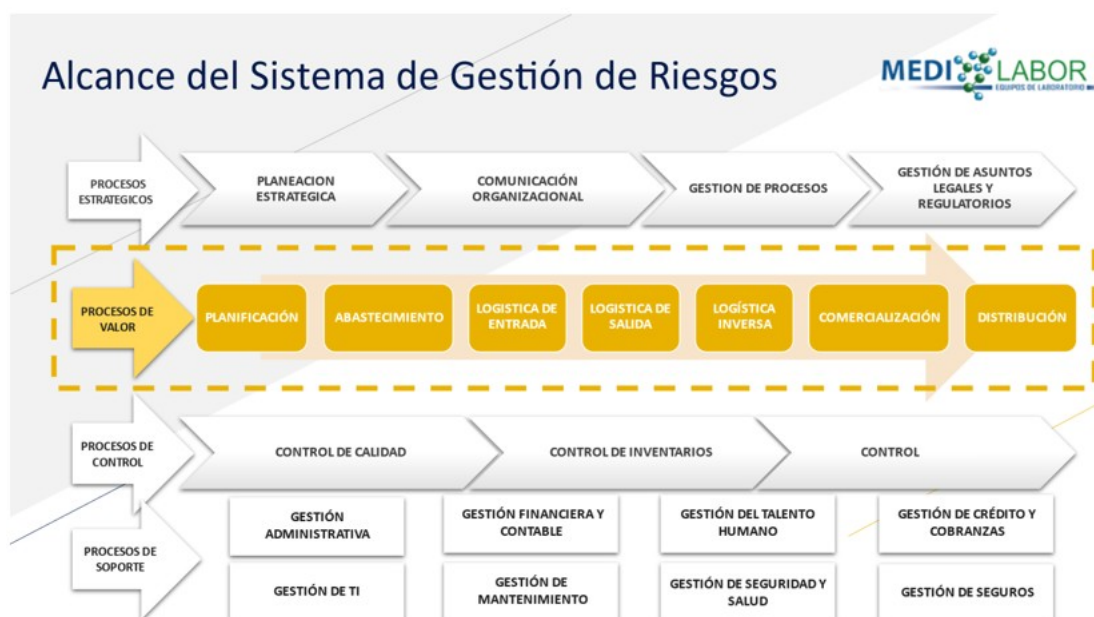 Alcance del Sistema de Gestión de Riesgos
MEDI LABOR
EQUIPOS DE LABORATORIO
PROCESOS
ESTRATEGICOS
PLANEACION
ESTRATEGICA
COMUNICACIÓN
ORGANIZACIONAL
GESTION DE PROCESOS
GESTIÓN DE ASUNTOS
LEGALES Y
REGULATORIOS
PROCESOS DE
VALOR
PLANIFICACIÓN
ABASTECIMIENTO
LOGISTICA DE
ENTRADA
LOGISTICA DE
SALIDA
LOGÍSTICA
INVERSA
COMERCIALIZACIÓN
DISTRIBUCIÓN
PROCESOS DE
CONTROL
CONTROL DE CALIDAD
CONTROL DE INVENTARIOS
CONTROL
PROCESOS DE
SOPORTE
GESTIÓN
ADMINISTRATIVA
GESTIÓN FINANCIERA Y
CONTABLE
GESTIÓN DEL TALENTO
HUMANO
GESTIÓN DE CRÉDITO Y
COBRANZAS
GESTIÓN DE TI
GESTIÓN DE
MANTENIMIENTO
GESTIÓN DE SEGURIDAD Y
SALUD
GESTIÓN DE SEGUROS